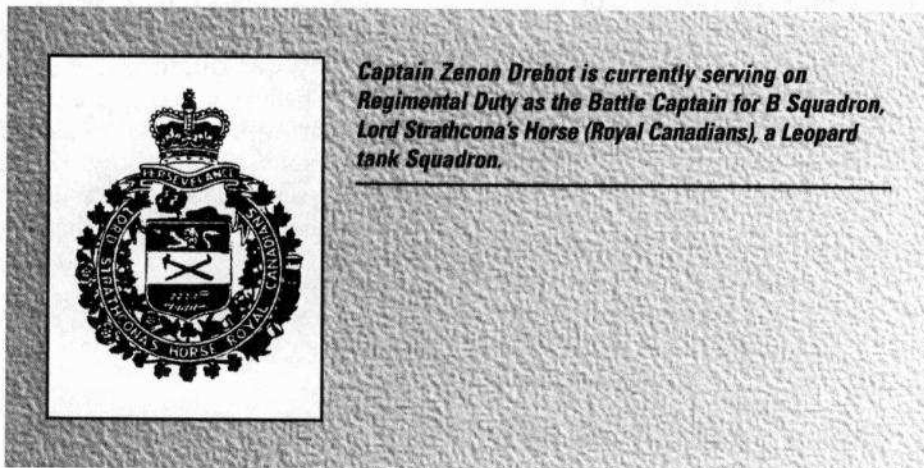 Captain Zenon Drebot is currently serving on
Regimental Duty as the Battle Captain for B Squadron,
Lord Strathcona's Horse (Royal Canadians), a Leopard
tank Squadron.
PERSEVERANCE
LORD STRATHCONA'S HORSE ROYAL CANADIANS